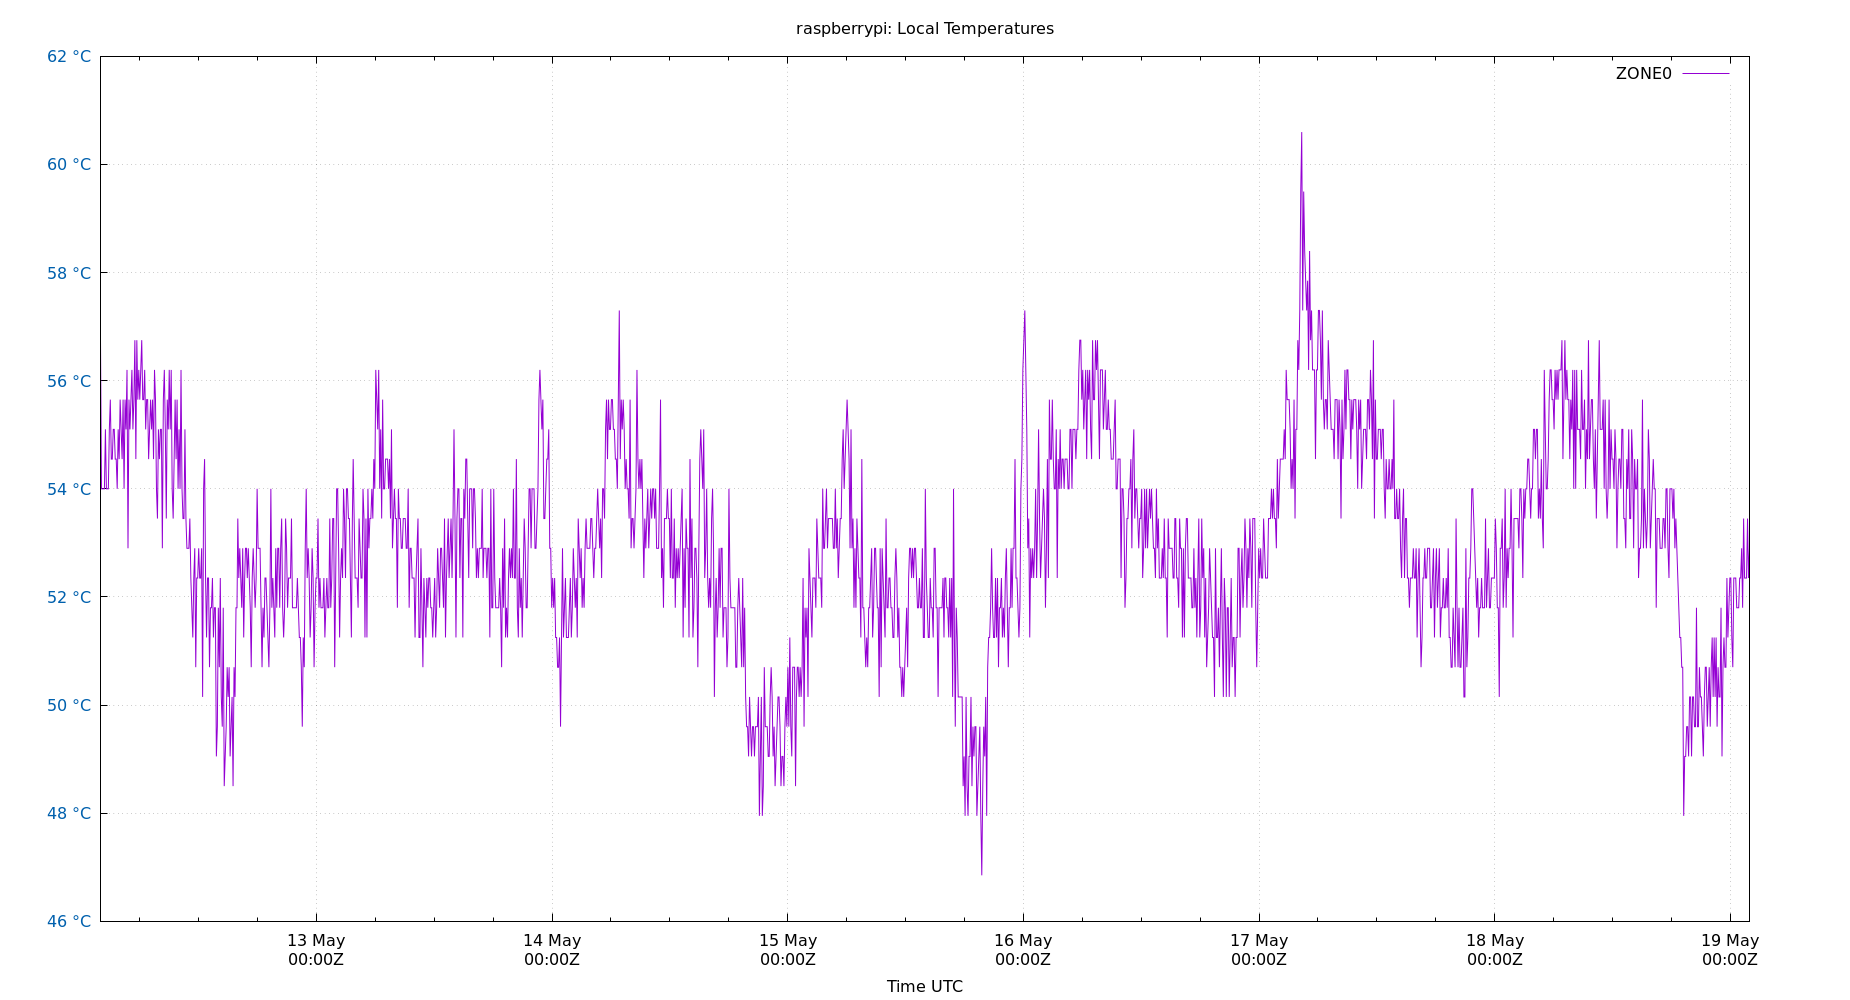 raspberrypi: Local Temperatures
62 °C
ZONE0
60 °C
58 °C
56 °C
54 °C
52 °C
50 °C
48 °C
46 °C
13 May 14 May 15 May 16 May 17 May 18 May 19 May
00:00Z 00:00Z 00:00Z 00:00Z 00:00Z 00:00Z 00:00Z
Time UTC